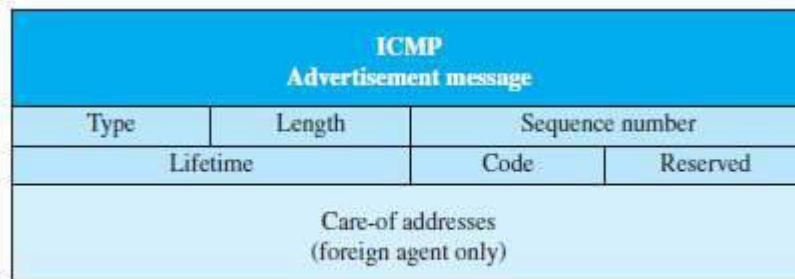 ICMP
Advertisement message
Type Length Sequence number
Lifetime Code Reserved
Care-of addresses
(foreign agent only)